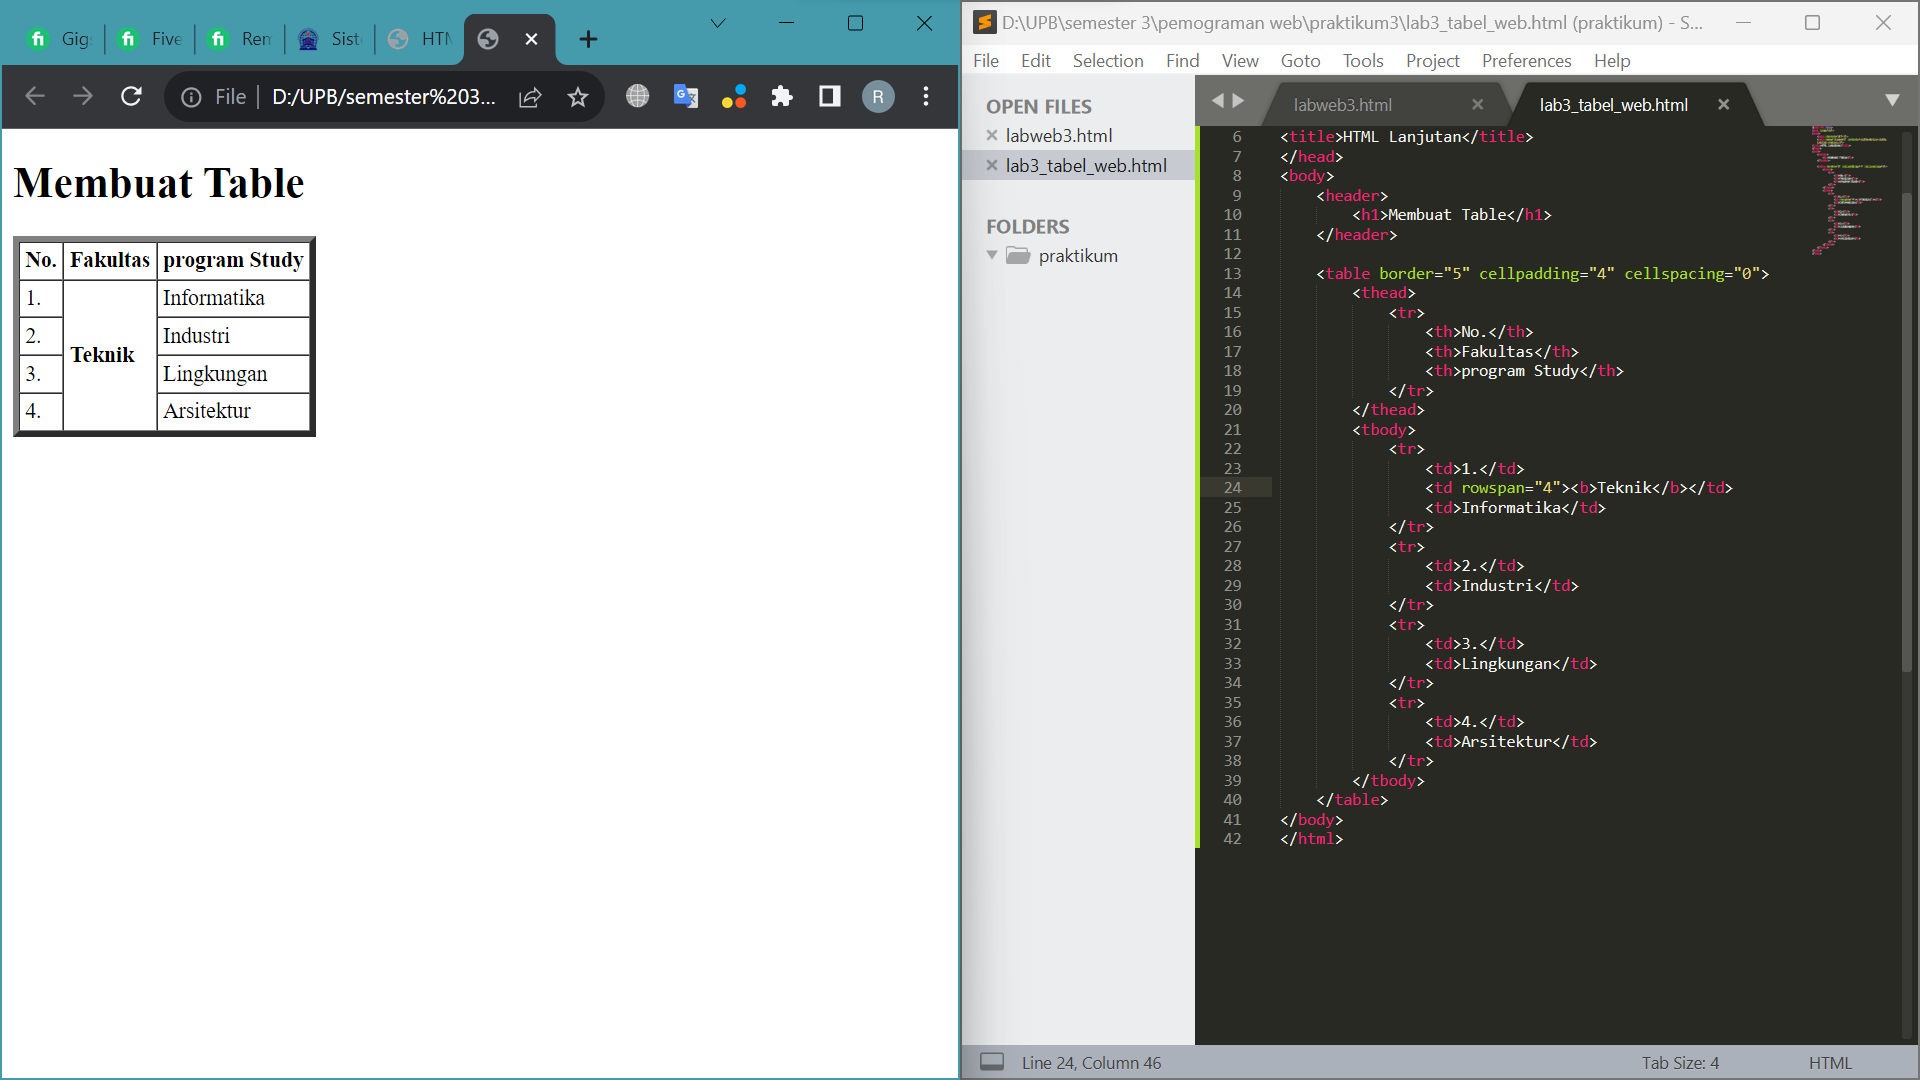 Gig
Five
Ren
Sist
HTM
File
D:/UPB/semester%203...
R
Membuat Table
No. Fakultas program Study
1. Teknik Informatika
2. Industri
3. Lingkungan
4. Arsitektur
D:\UPB\semester 3\pemograman web\praktikum3\lab3_tabel_web.html (praktikum) - S...
File Edit Selection Find View Goto Tools Project Preferences Help
OPEN FILES
labweb3.html
lab3_tabel_web.html
FOLDERS
praktikum
labweb3.html
lab3_tabel_web.html
6 <title>HTML Lanjutan</title>
7 </head>
8 <body>
9 <header>
10 <h1>Membuat Table</h1>
11 </header>
12
13 <table border="5" cellpadding="4" cellspacing="0">
14 <thead>
15 <tr>
16 <th>No.</th>
17 <th>Fakultas</th>
18 <th>program Study</th>
19 </tr>
20 </thead>
21 <tbody>
22 <tr>
23 <td>1.</td>
24 <td rowspan="4"><b>Teknik</b></td>
25 <td>Informatika</td>
26 </tr>
27 <tr>
28 <td>2.</td>
29 <td>Industri</td>
30 </tr>
31 <tr>
32 <td>3.</td>
33 <td>Lingkungan</td>
34 </tr>
35 <tr>
36 <td>4.</td>
37 <td>Arsitektur</td>
38 </tr>
39 </tbody>
40 </table>
41 </body>
42 </html>
Line 24, Column 46
Tab Size: 4
HTML